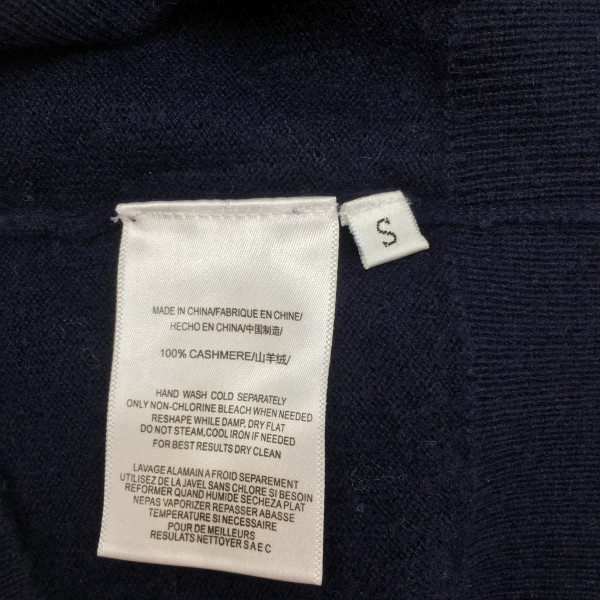 S
MADE IN CHINA/FABRIQUE EN CHINE/
HECHO EN CHINA/中国制造/
100% CASHMERE/山羊绒/
HAND WASH COLD SEPARATELY
ONLY NON-CHLORINE BLEACH WHEN NEEDED
RESHAPE WHILE DAMP. DRY FLAT
DO NOT STEAM,COOL IRON IF NEEDED
FOR BEST RESULTS DRY CLEAN
LAVAGE ALAMAIN A FROID SEPAREMENT
UTILISEZ DE LA JAVEL SANS CHLORE SI BESOIN
REFORMER QUAND HUMIDE SECHEZA PLAT
NEPAS VAPORIZER REPASSER ABASSE
TEMPERATURE SI NECESSAIRE
POUR DE MEILLEURS
RESULATS NETTOYER S A E C